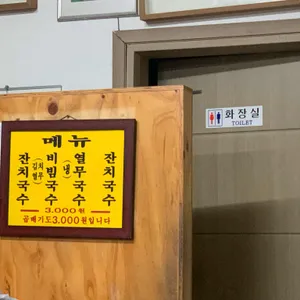 메뉴
잔치국수
(김치 열무)
비빔국수
(냉)
열무국수
잔치국수
3.000원
곱배기도3.000원입니다
화장실
TOILET